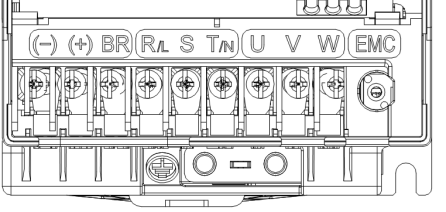 (−) (+) BR R/L S T/N U V W EMC